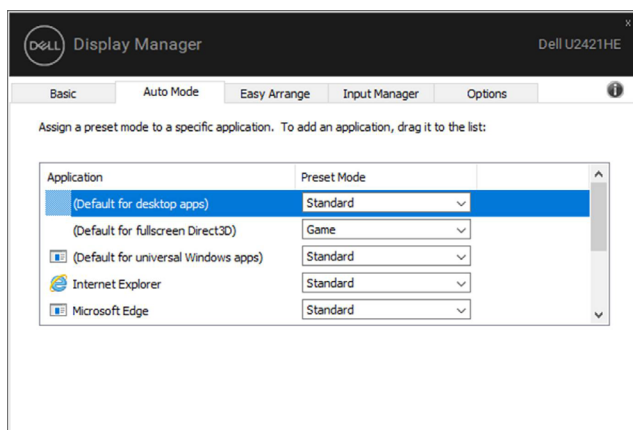 DELL Display Manager
Dell U2421HE
x
Basic Auto Mode Easy Arrange Input Manager Options
Assign a preset mode to a specific application. To add an application, drag it to the list:
Application Preset Mode
(Default for desktop apps) Standard
(Default for fullscreen Direct3D) Game
(Default for universal Windows apps) Standard
Internet Explorer Standard
Microsoft Edge Standard